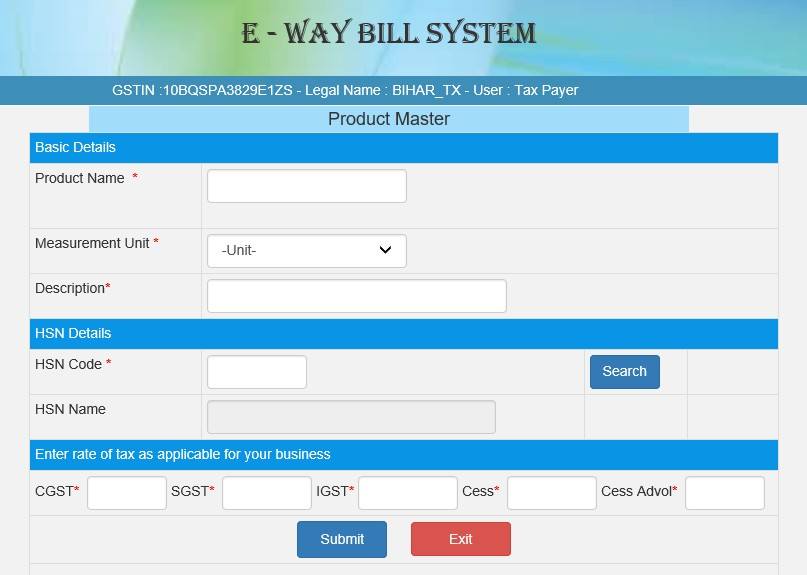 E - WAY BILL SYSTEM
GSTIN :10BQSPA3829E1ZS - Legal Name : BIHAR_TX - User : Tax Payer
Product Master
Basic Details
Product Name *
Measurement Unit * -Unit-
Description*
HSN Details
HSN Code * Search
HSN Name
Enter rate of tax as applicable for your business
CGST* SGST* IGST* Cess* Cess Advol*
Submit Exit